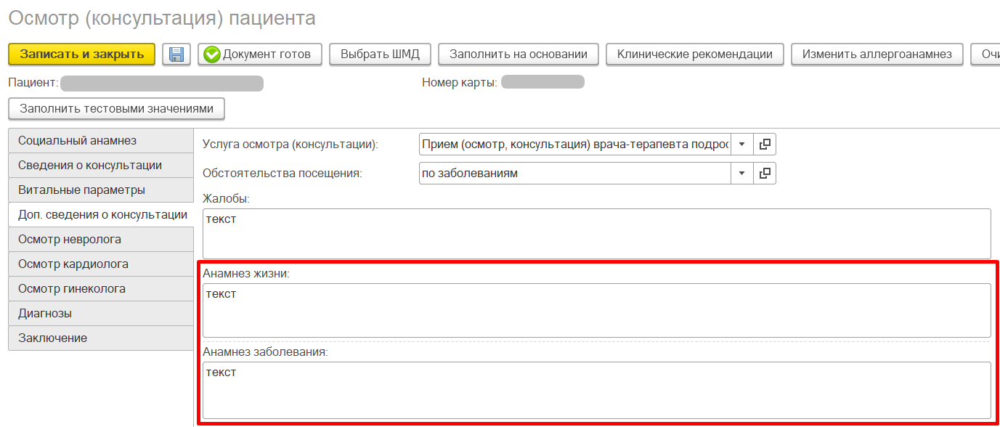 Осмотр (консультация) пациента
Записать и закрыть Документ готов Выбрать ШМД Заполнить на основании Клинические рекомендации Изменить аллергоанамнез Очи
Пациент: Номер карты:
Заполнить тестовыми значениями
Социальный анамнез
Сведения о консультации
Витальные параметры
Доп. сведения о консультации
Осмотр невролога
Осмотр кардиолога
Осмотр гинеколога
Диагнозы
Заключение
Услуга осмотра (консультации): Прием (осмотр, консультация) врача-терапевта подрос
Обстоятельства посещения: по заболеваниям
Жалобы:
текст
Анамнез жизни:
текст
Анамнез заболевания:
текст